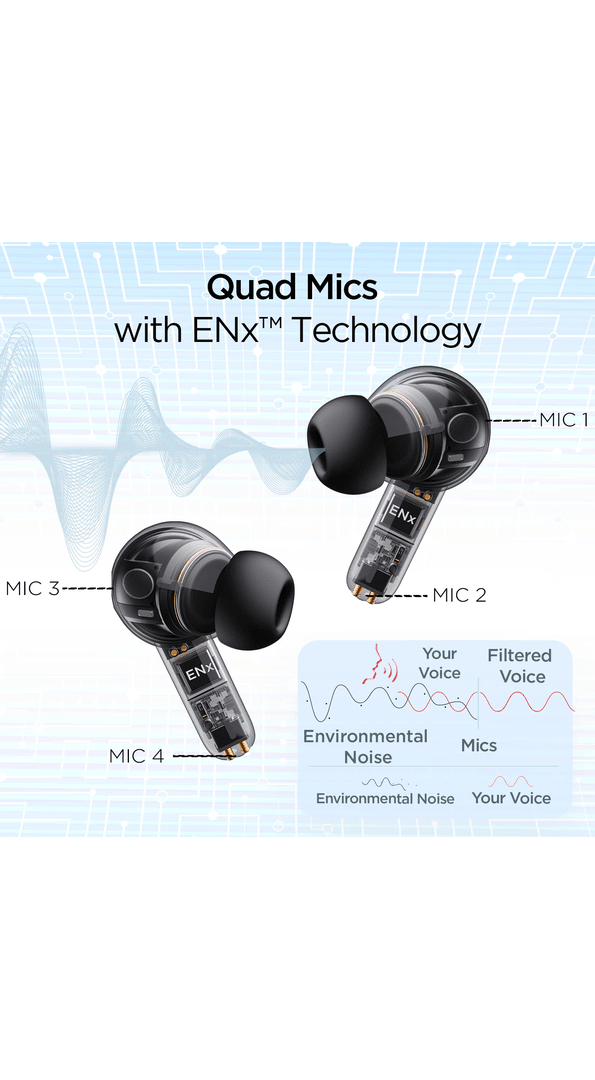 Quad Mics
with ENx™ Technology
MIC 1
ENx
MIC 2
MIC 3
ENx
MIC 4
Your
Voice
Filtered
Voice
Environmental
Noise
Mics
Environmental Noise
Your Voice